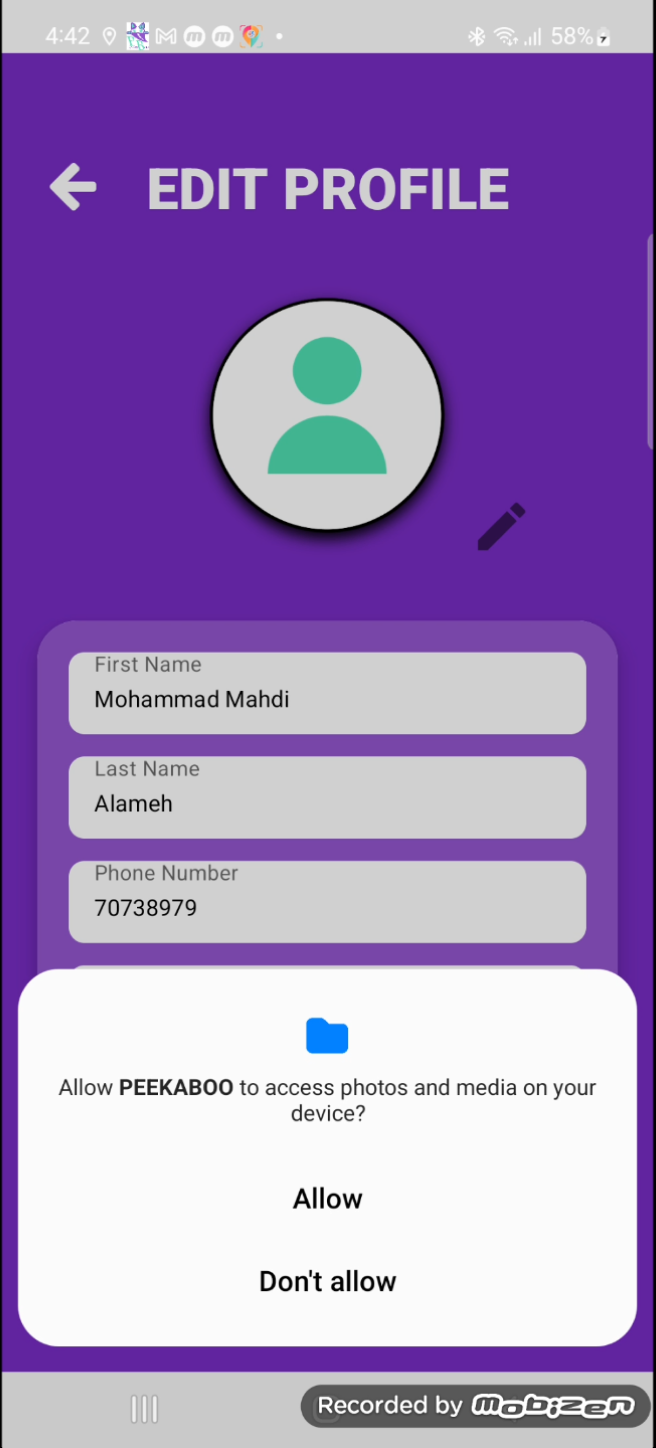 4:42 58%
EDIT PROFILE
First Name
Mohammad Mahdi
Last Name
Alameh
Phone Number
70738979
Allow PEEKABOO to access photos and media on your
device?
Allow
Don't allow
Recorded by mobizen